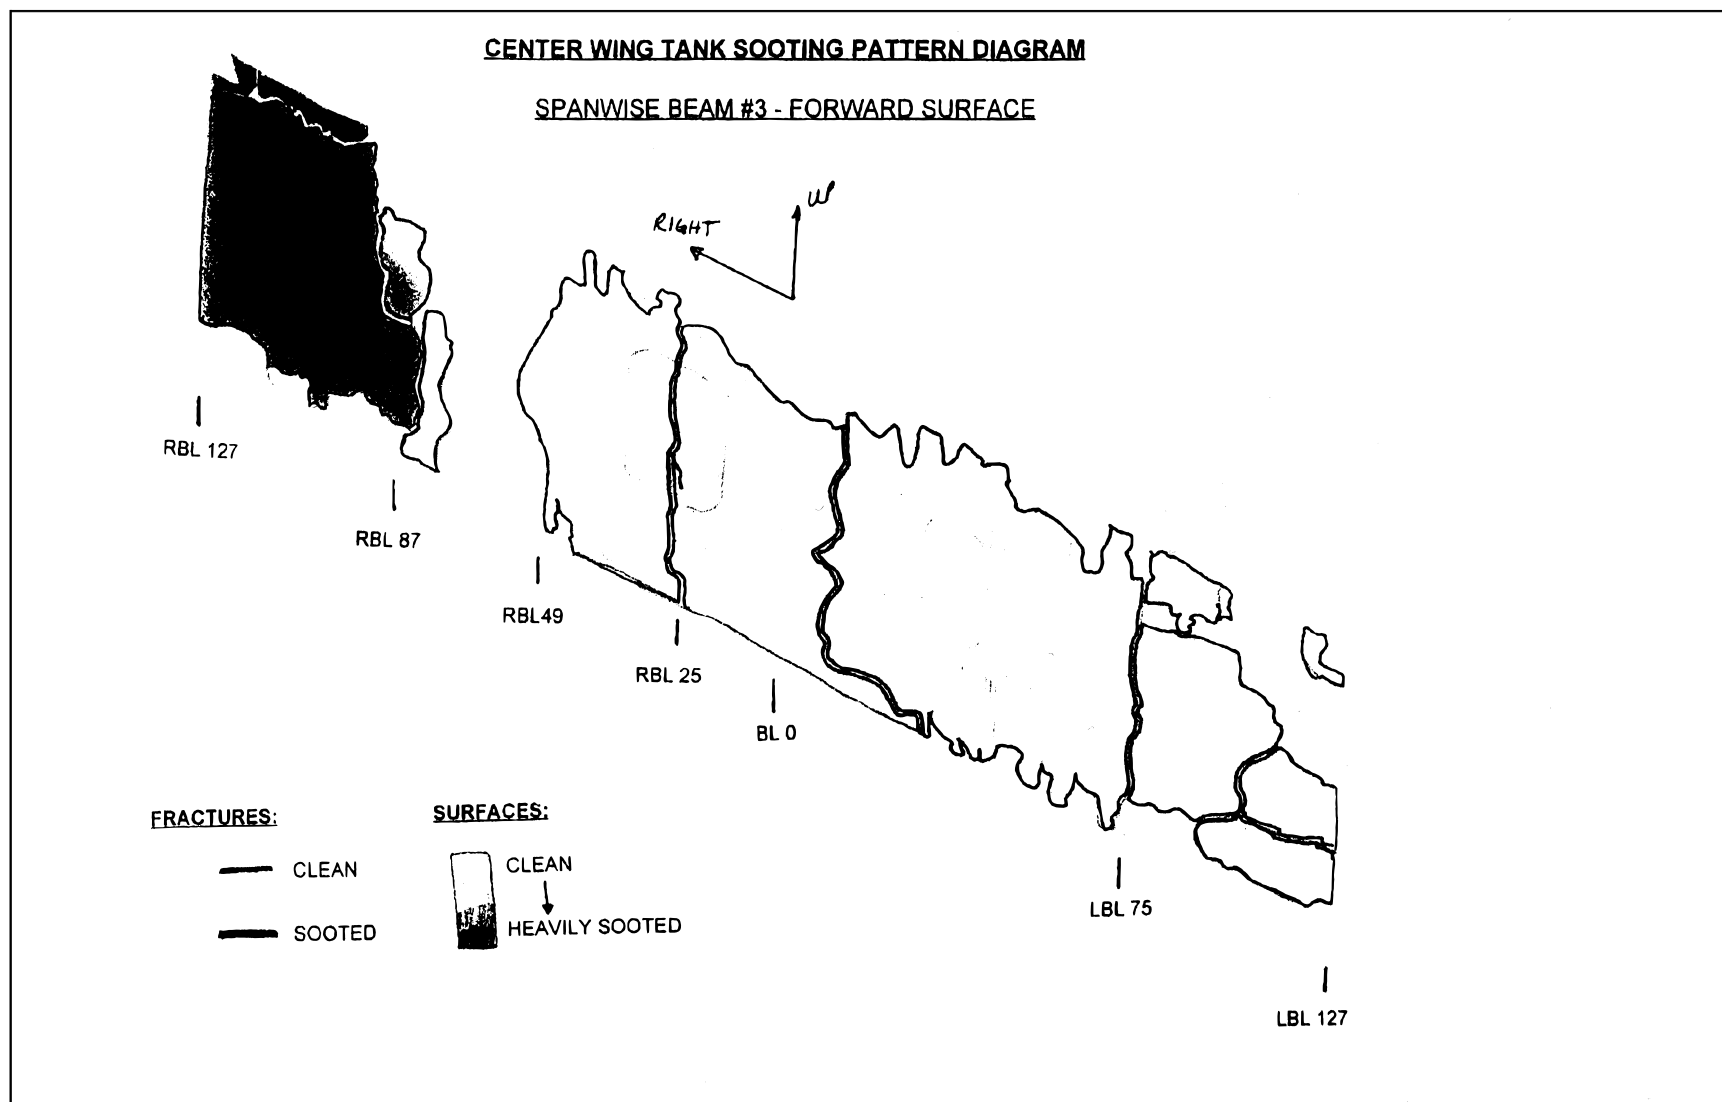 CENTER WING TANK SOOTING PATTERN DIAGRAM
SPANWISE BEAM #3 - FORWARD SURFACE
UP
RIGHT
RBL 127
RBL 87
RBL49
RBL 25
BL 0
LBL 75
LBL 127
FRACTURES:
CLEAN
SOOTED
SURFACES:
CLEAN
HEAVILY SOOTED